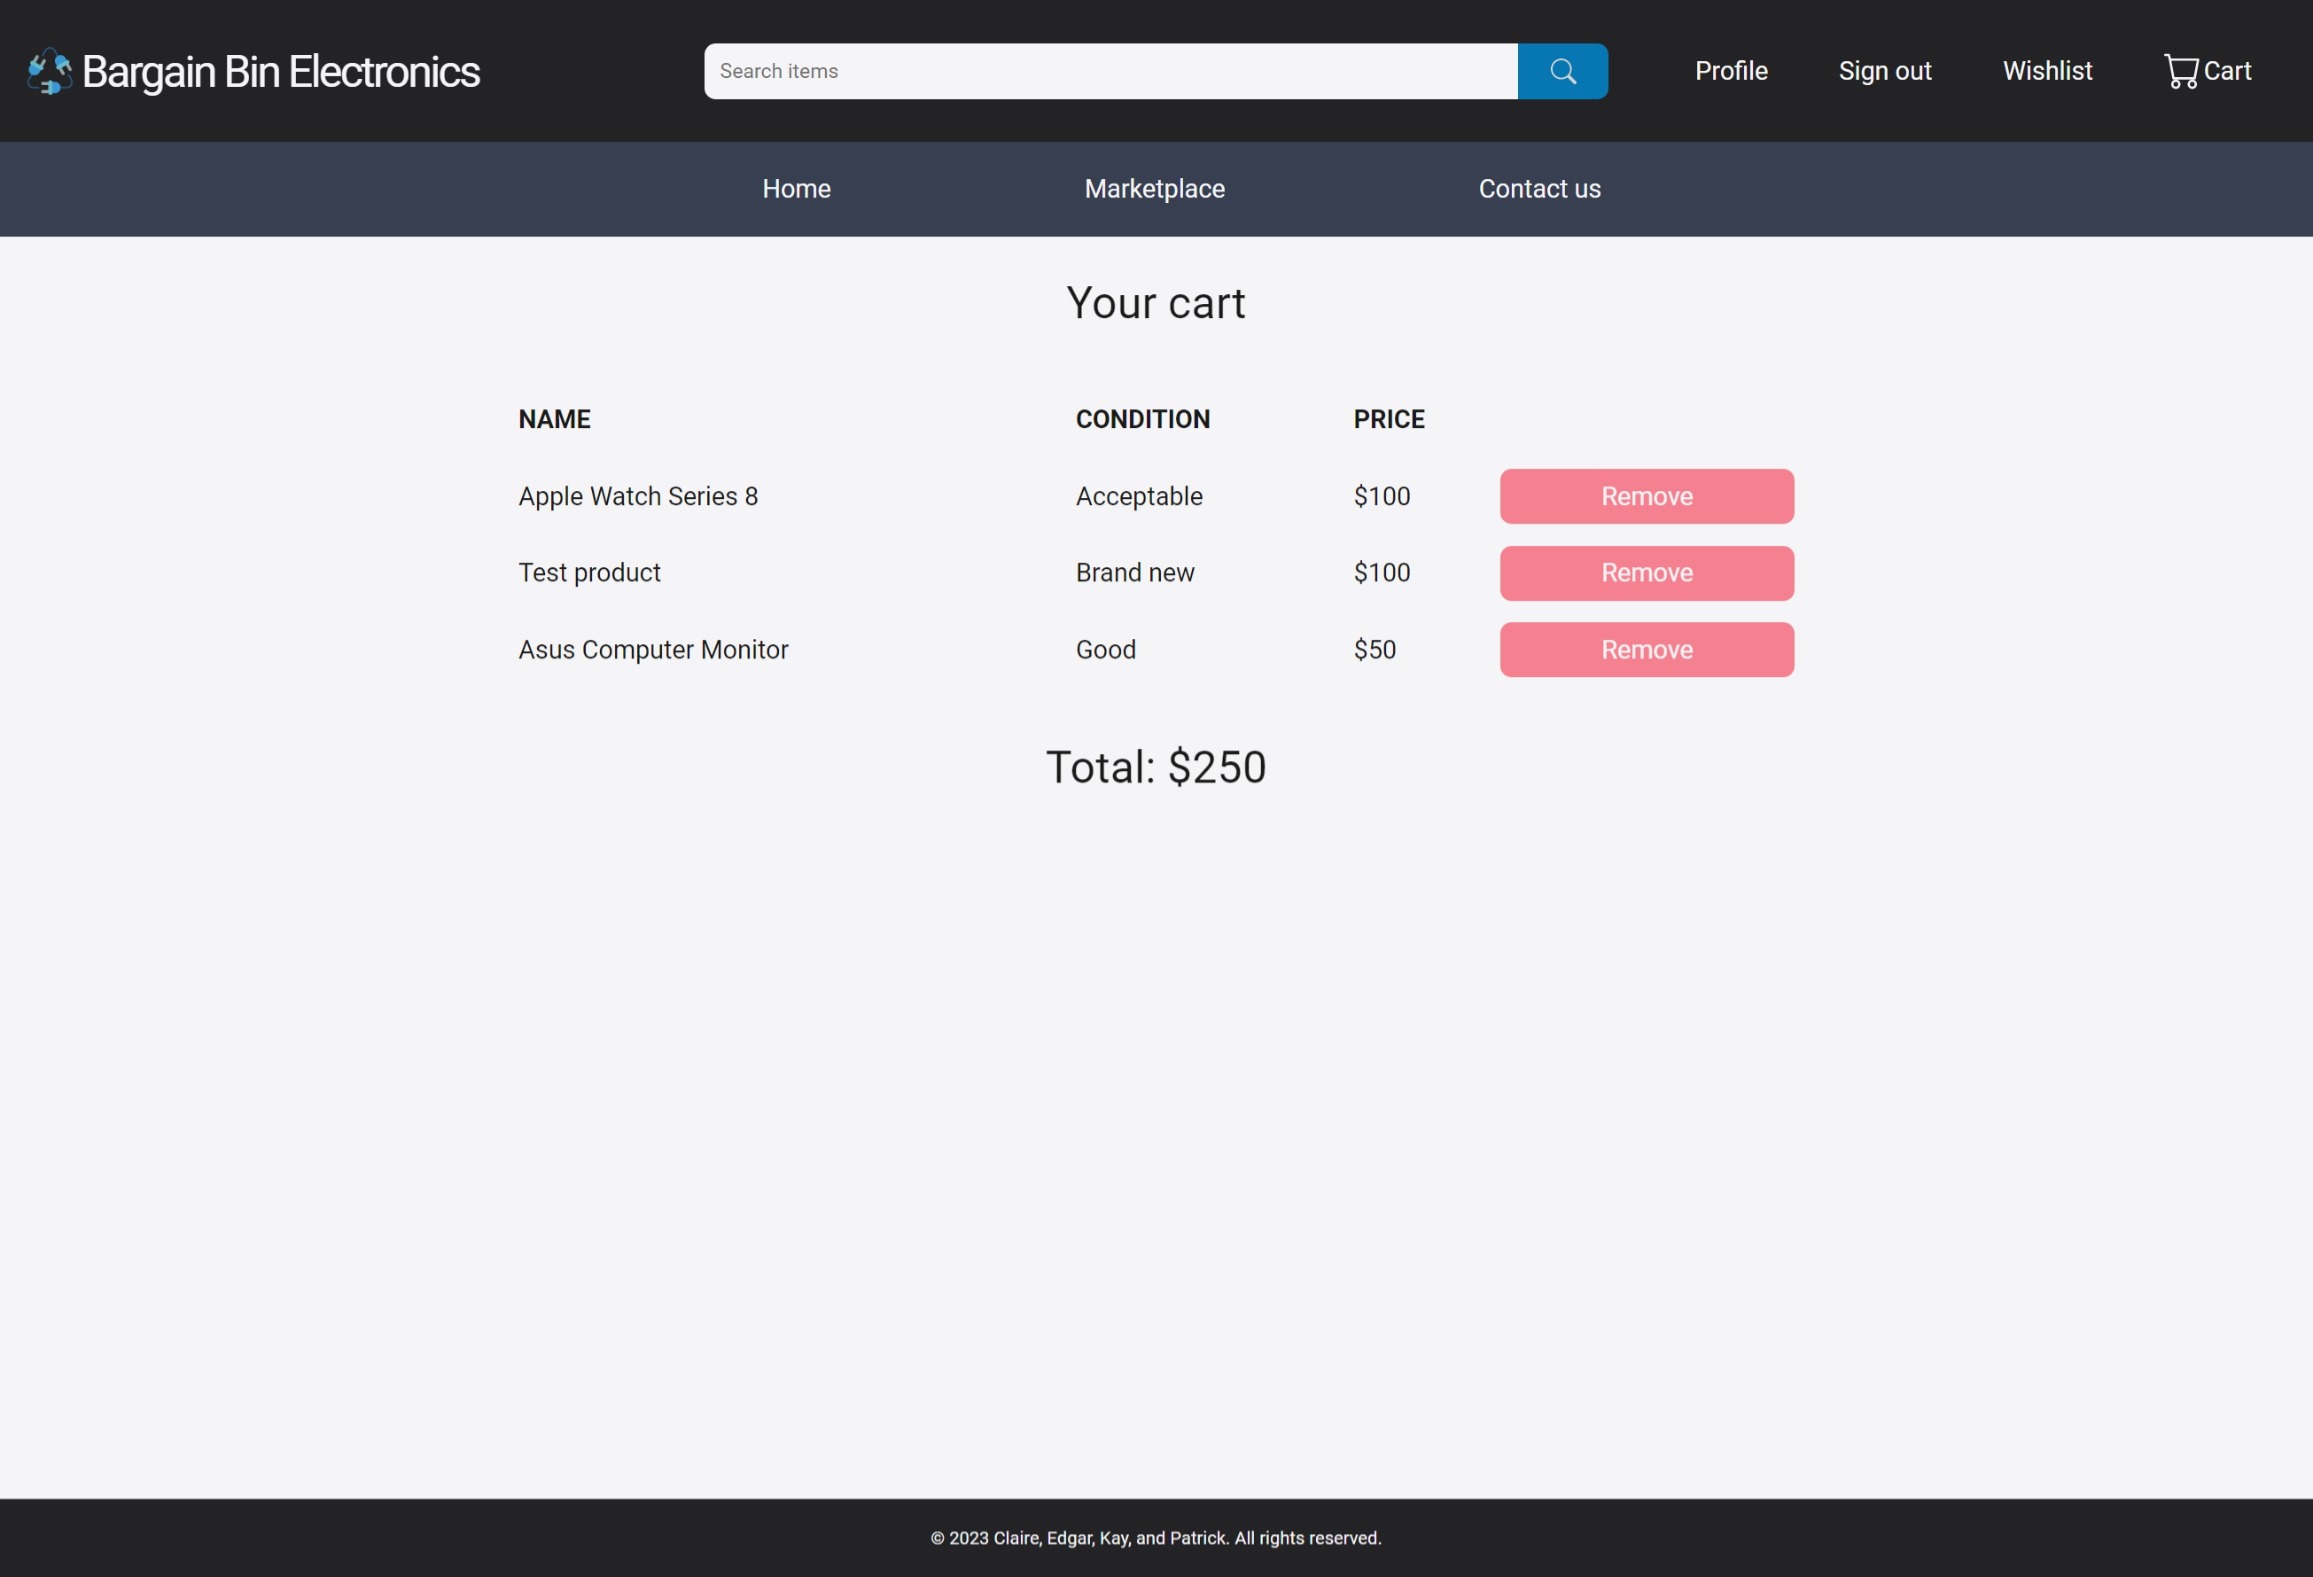 Bargain Bin Electronics
Search items
Profile Sign out Wishlist Cart
Home Marketplace Contact us
Your cart
NAME CONDITION PRICE
Apple Watch Series 8 Acceptable $100 Remove
Test product Brand new $100 Remove
Asus Computer Monitor Good $50 Remove
Total: $250
© 2023 Claire, Edgar, Kay, and Patrick. All rights reserved.